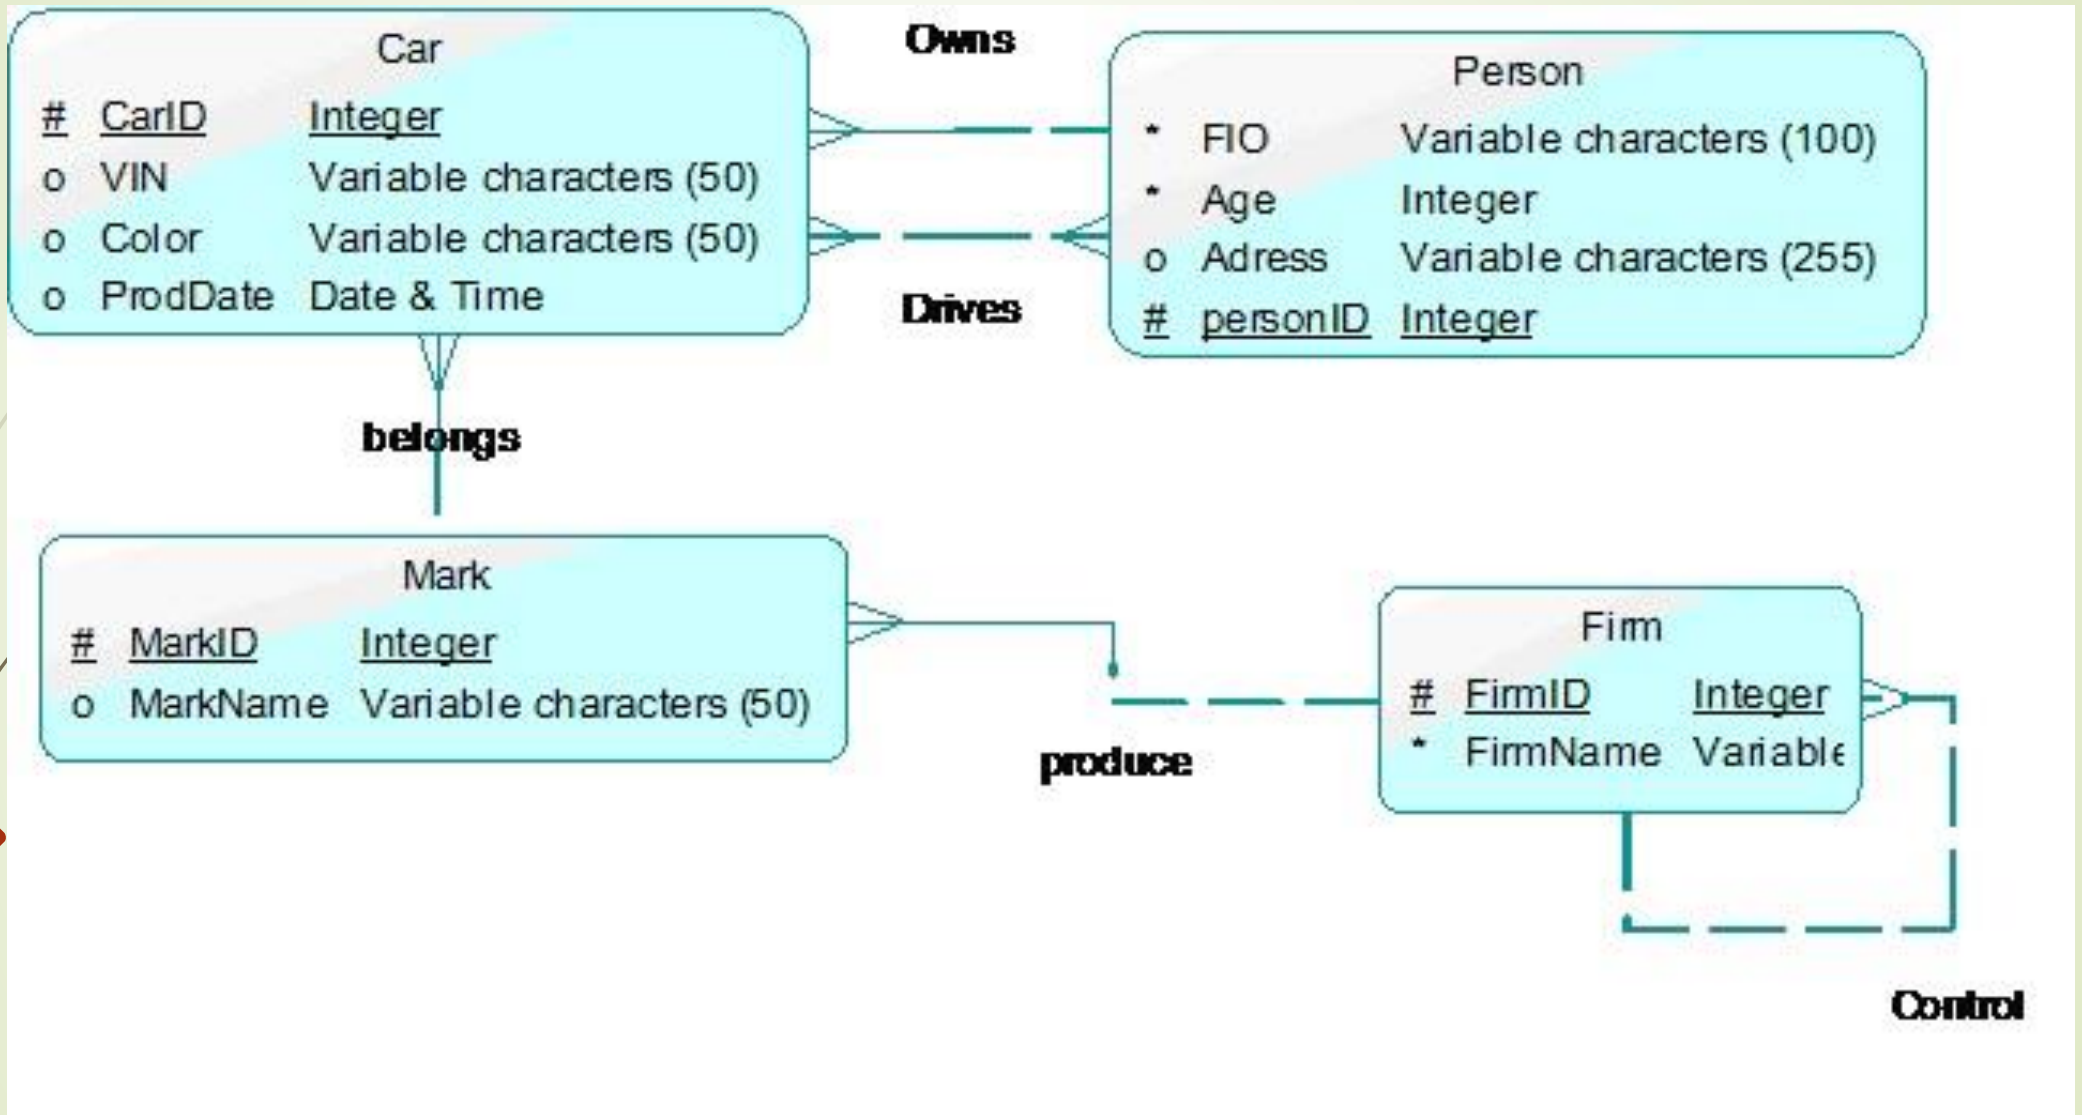 Car
# CarID Integer
o VIN Variable characters (50)
o Color Variable characters (50)
o ProdDate Date & Time
Owns
Drives
Person
* FIO Variable characters (100)
* Age Integer
o Adress Variable characters (255)
# personID Integer
belongs
Mark
# MarkID Integer
o MarkName Variable characters (50)
produce
Firm
# FirmID Integer
* FirmName Variable
Control